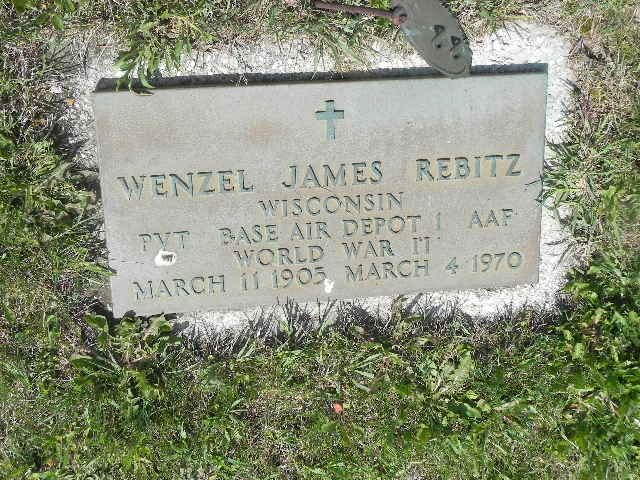 WENZEL JAMES REBITZ
WISCONSIN
PVT BASE AIR DEPOT 1 AAF
WORLD WAR II
MARCH 11 1905 MARCH 4 1970